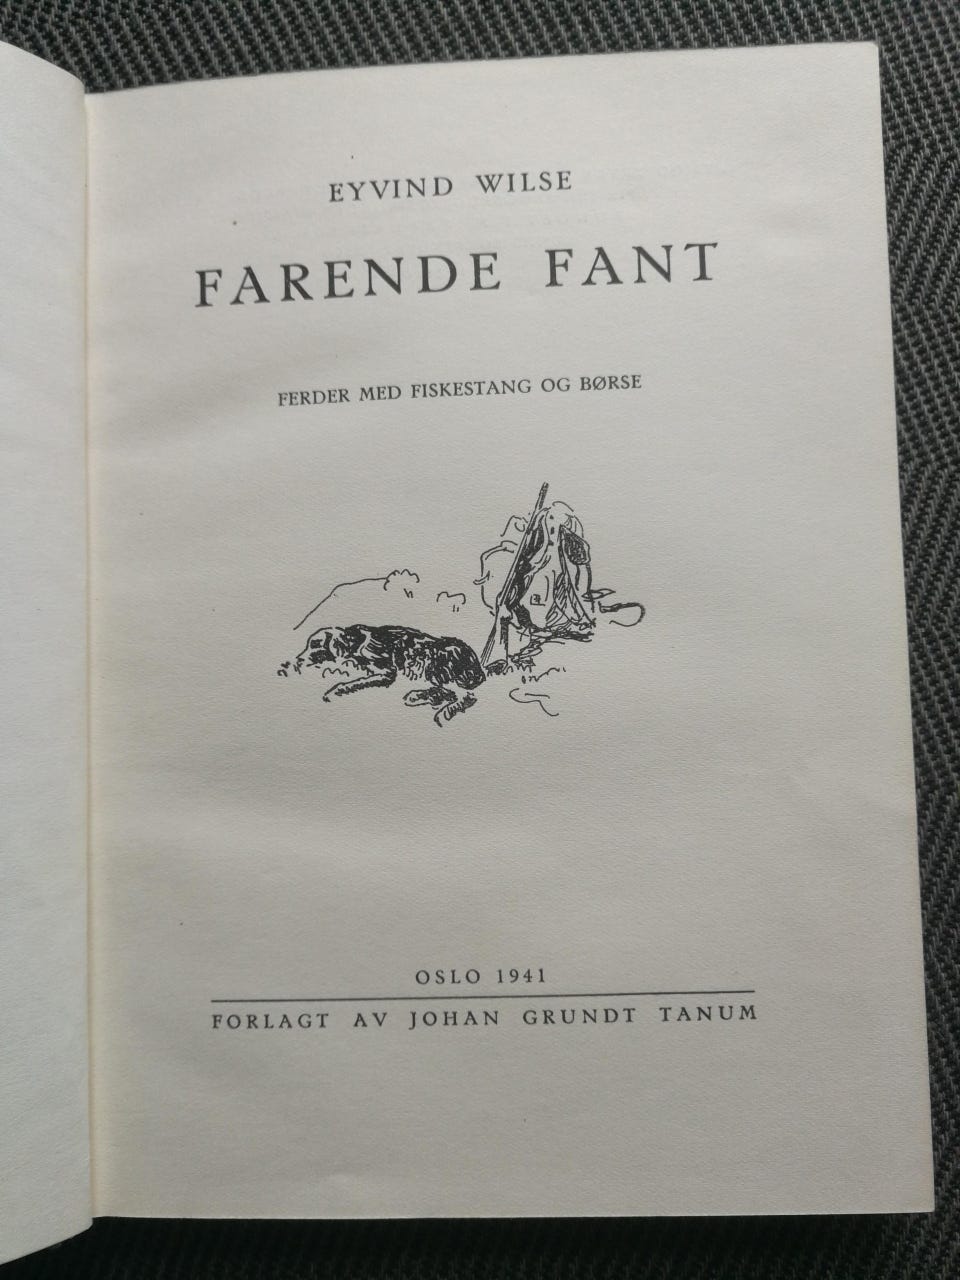 EYVIND WILSE
FARENDE FANT
FERDER MED FISKESTANG OG BØRSE
OSLO 1941
FORLAGT AV JOHAN GRUNDT TANUM